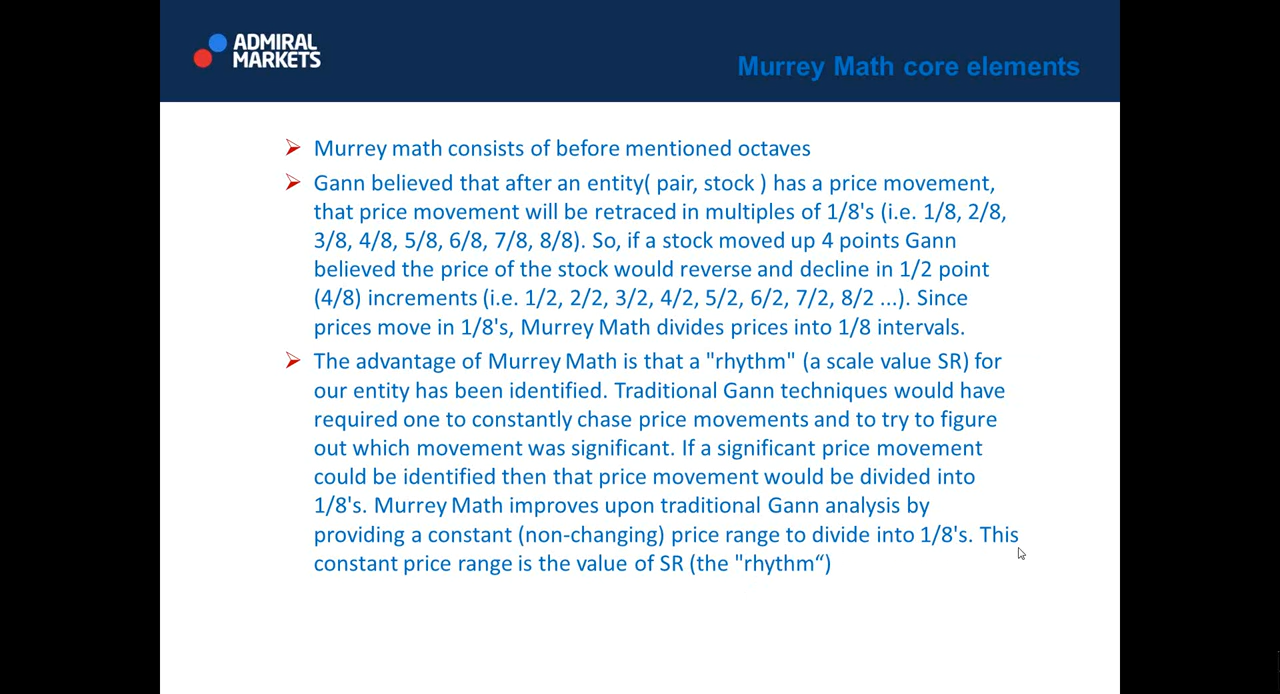 ADMIRAL
MARKETS
Murrey Math core elements
Murrey math consists of before mentioned octaves
Gann believed that after an entity( pair, stock ) has a price movement,
that price movement will be retraced in multiples of 1/8's (i.e. 1/8, 2/8,
3/8, 4/8, 5/8, 6/8, 7/8, 8/8). So, if a stock moved up 4 points Gann
believed the price of the stock would reverse and decline in 1/2 point
(4/8) increments (i.e. 1/2, 2/2, 3/2, 4/2, 5/2, 6/2, 7/2, 8/2 ...). Since
prices move in 1/8's, Murrey Math divides prices into 1/8 intervals.
The advantage of Murrey Math is that a "rhythm" (a scale value SR) for
our entity has been identified. Traditional Gann techniques would have
required one to constantly chase price movements and to try to figure
out which movement was significant. If a significant price movement
could be identified then that price movement would be divided into
1/8's. Murrey Math improves upon traditional Gann analysis by
providing a constant (non-changing) price range to divide into 1/8's. This
constant price range is the value of SR (the "rhythm“)